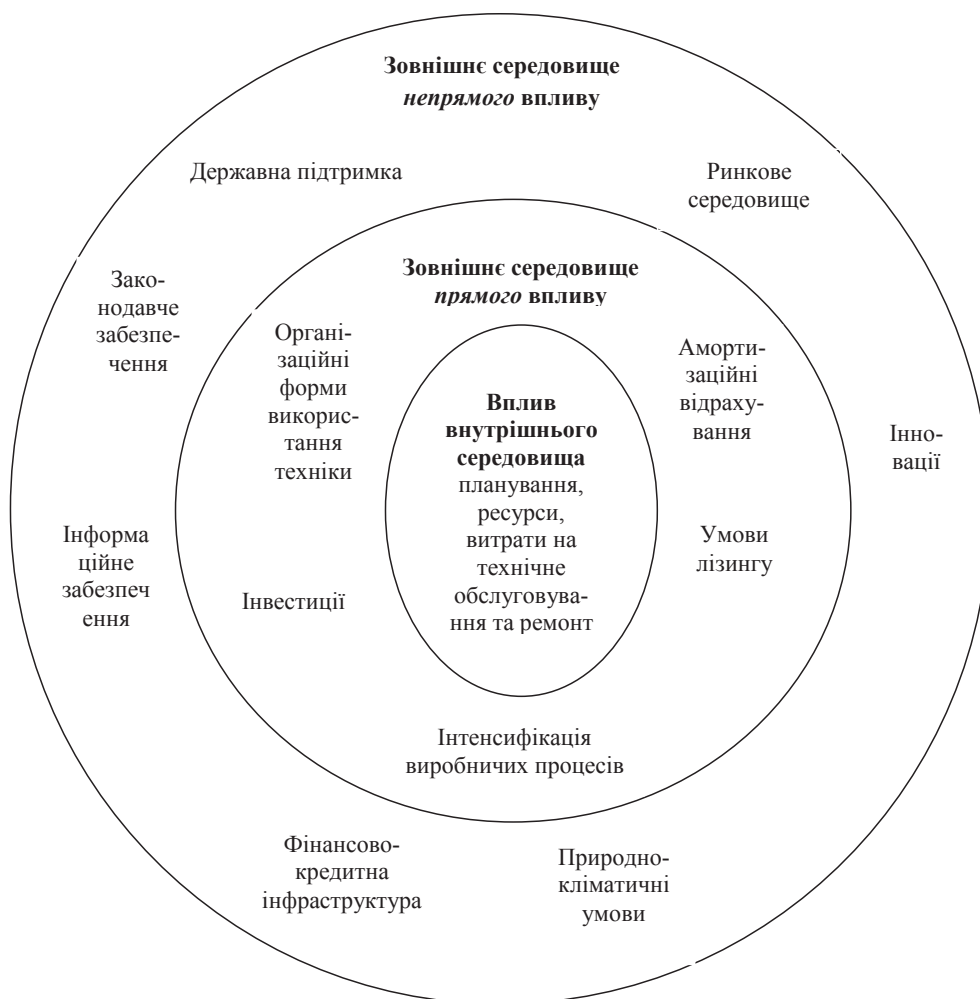 Зовнішнє середовище
непрямого впливу
Державна підтримка
Ринкове
середовище
Зако-
нодавче
забезпе-
чення
Зовнішнє середовище
прямого впливу
Органі-
заційні
форми
викорис-
тання
техніки
Аморти-
заційні
відраху-
вання
Вплив
внутрішнього
середовища
планування,
ресурси,
витрати на
технічне
обслуговува-
ння та ремонт
Інно-
вації
Інформа
ційне
забезпеч
ення
Інвестиції
Умови
лізингу
Інтенсифікація
виробничих процесів
Фінансово-
кредитна
інфраструктура
Природно-
кліматичні
умови